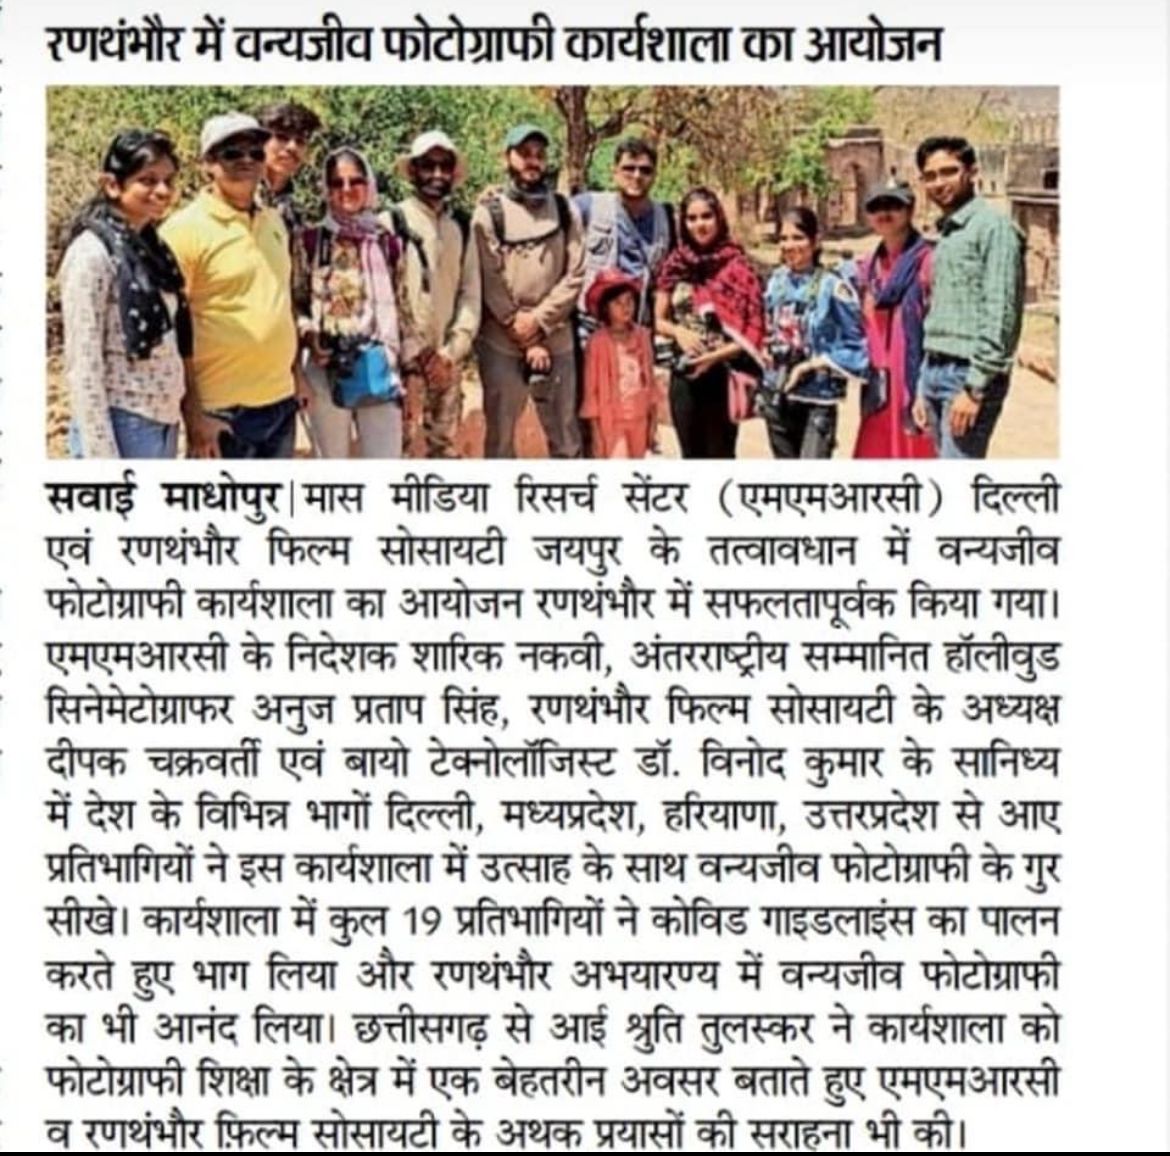 रणथंभौर में वन्यजीव फोटोग्राफी कार्यशाला का आयोजन
सवाई माधोपुर|मास मीडिया रिसर्च सेंटर (एमएमआरसी) दिल्ली
एवं रणथंभौर फिल्म सोसायटी जयपुर के तत्वावधान में वन्यजीव
फोटोग्राफी कार्यशाला का आयोजन रणथंभौर में सफलतापूर्वक किया गया।
एमएमआरसी के निदेशक शारिक नकवी, अंतरराष्ट्रीय सम्मानित हॉलीवुड
सिनेमेटोग्राफर अनुज प्रताप सिंह, रणथंभौर फिल्म सोसायटी के अध्यक्ष
दीपक चक्रवर्ती एवं बायो टेक्नोलॉजिस्ट डॉ. विनोद कुमार के सानिध्य
में देश के विभिन्न भागों दिल्ली, मध्यप्रदेश, हरियाणा, उत्तरप्रदेश से आए
प्रतिभागियों ने इस कार्यशाला में उत्साह के साथ वन्यजीव फोटोग्राफी के गुर
सीखे। कार्यशाला में कुल 19 प्रतिभागियों ने कोविड गाइडलाइंस का पालन
करते हुए भाग लिया और रणथंभौर अभयारण्य में वन्यजीव फोटोग्राफी
का भी आनंद लिया। छत्तीसगढ़ से आई श्रुति तुलस्कर ने कार्यशाला को
फोटोग्राफी शिक्षा के क्षेत्र में एक बेहतरीन अवसर बताते हुए एमएमआरसी
व रणथंभौर फ़िल्म सोसायटी के अथक प्रयासों की सराहना भी की।